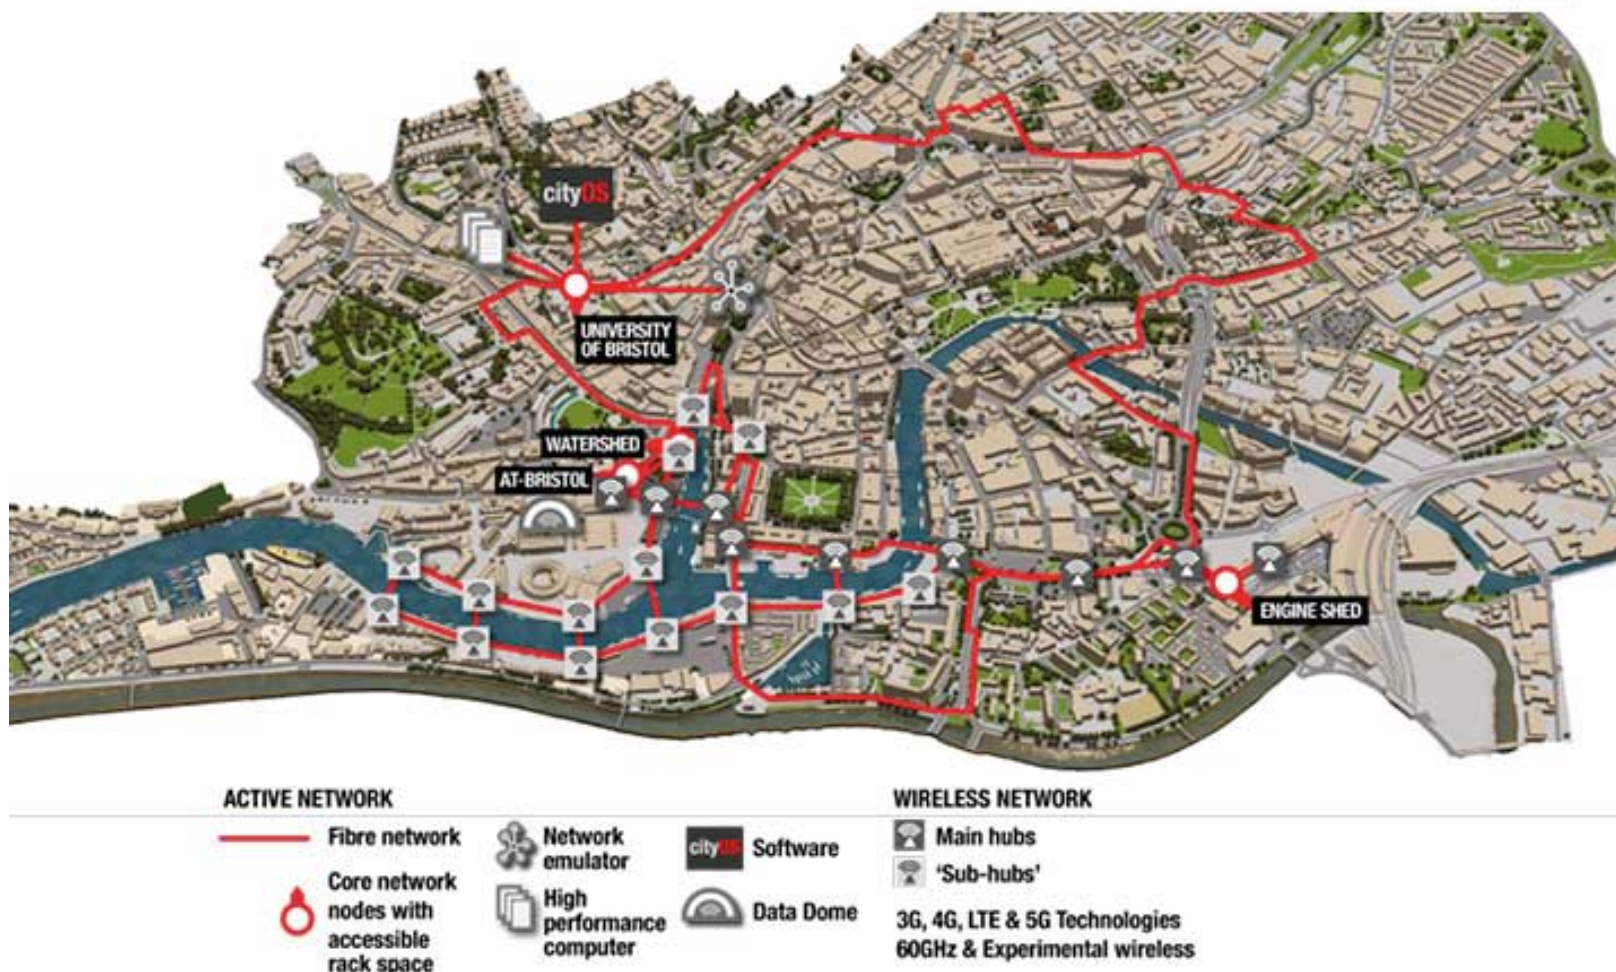 cityOS
UNIVERSITY
OF BRISTOL
WATERSHED
AT-BRISTOL
ENGINE SHED
ACTIVE NETWORK
Fibre network
Core network
nodes with
accessible
rack space
Network
emulator
High
performance
computer
cityOS
Software
Data Dome
WIRELESS NETWORK
Main hubs
'Sub-hubs'
3G, 4G, LTE & 5G Technologies
60GHz & Experimental wireless